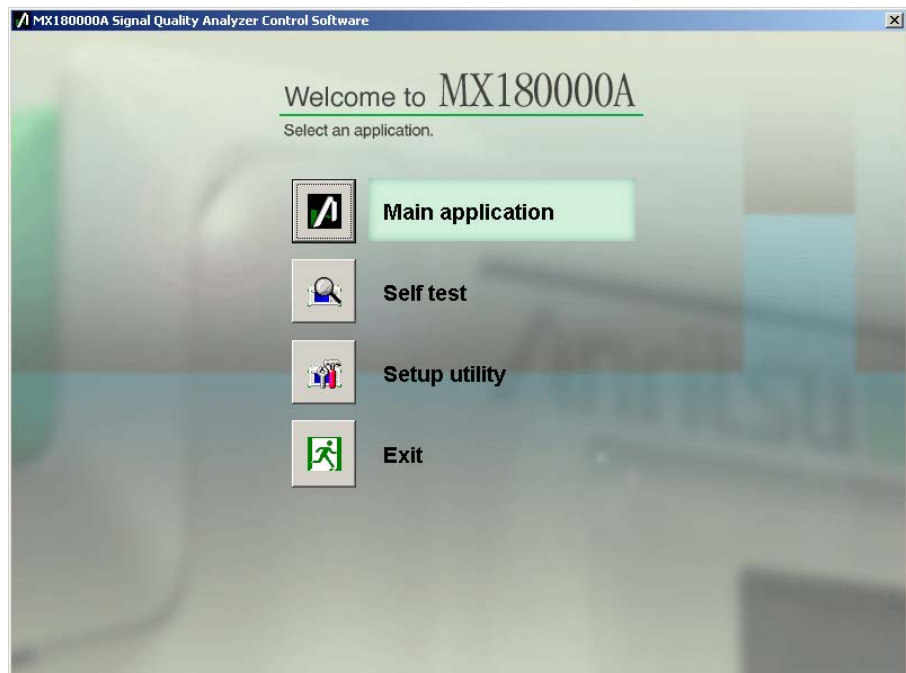 MX180000A Signal Quality Analyzer Control Software
Welcome to MX180000A
Select an application.
Main application
Self test
Setup utility
Exit
Anritsu